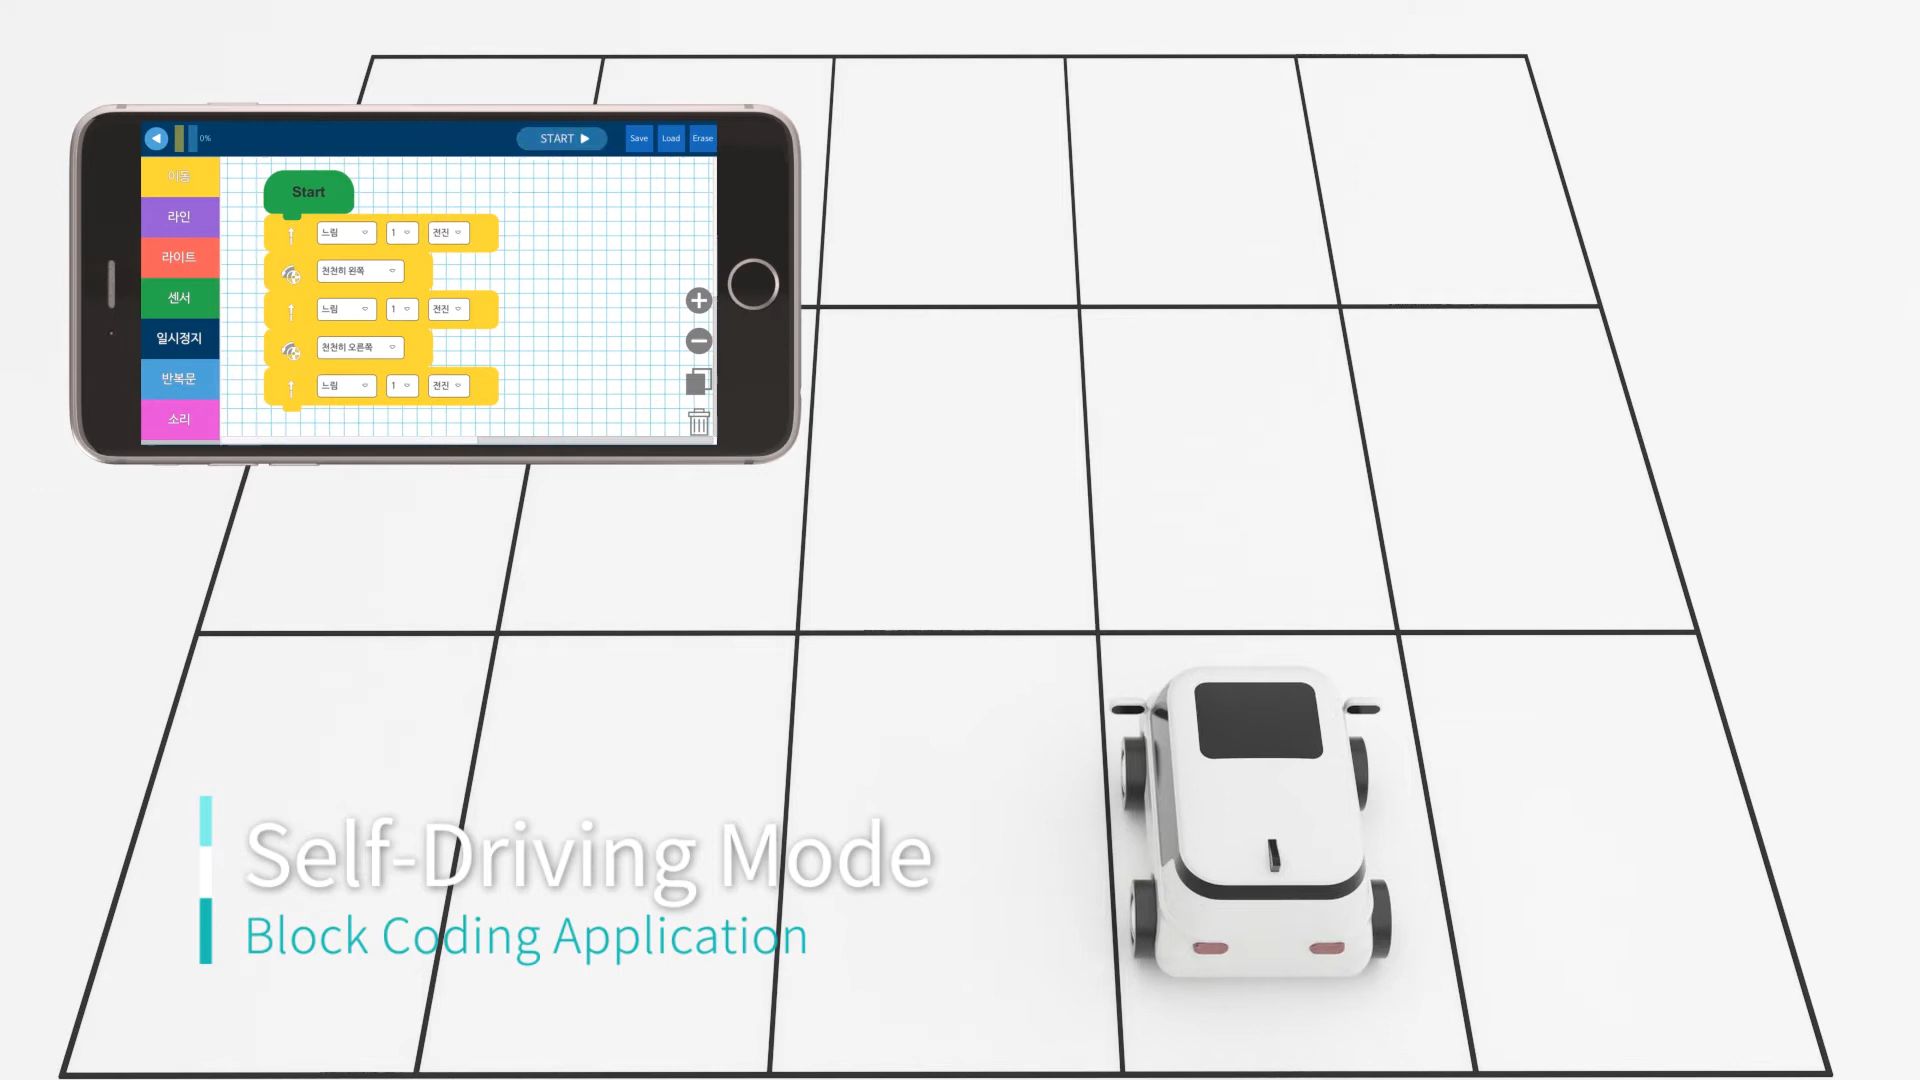 0%
START
Save
Load
Erase
이동
라인
라이트
센서
일시정지
반복문
소리
Start
느림 1 전진
천천히 왼쪽
느림 1 전진
천천히 오른쪽
느림 1 전진
Self-Driving Mode
Block Coding Application